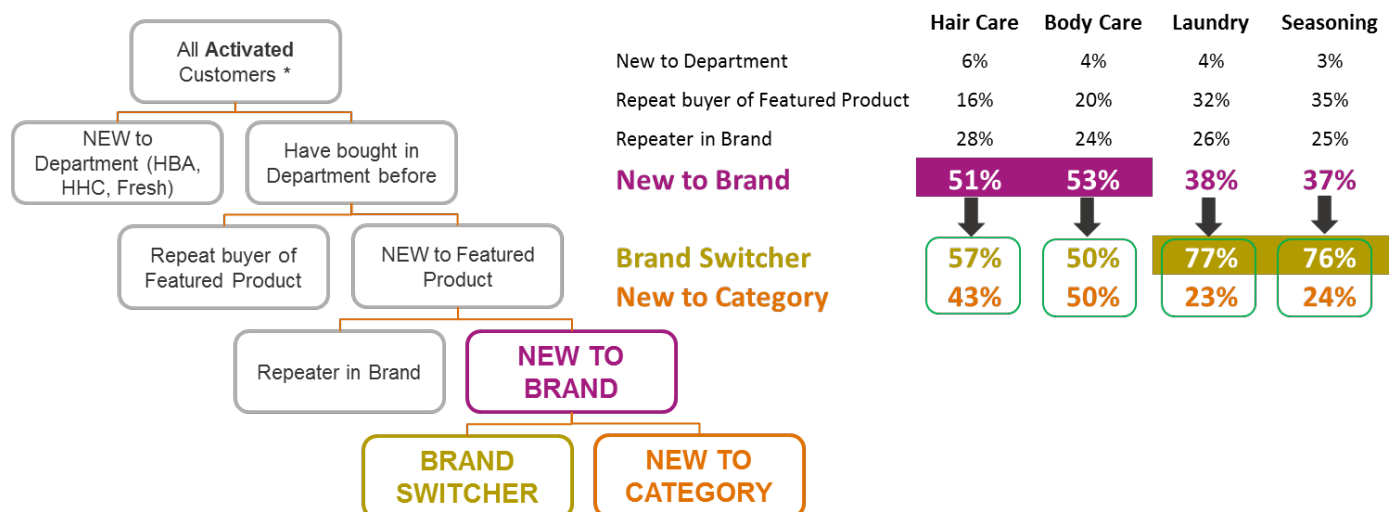 All Activated
Customers *
NEW to
Department (HBA,
HHC, Fresh)
Have bought in
Department before
Repeat buyer of
Featured Product
NEW to Featured
Product
Repeater in Brand
NEW TO
BRAND
BRAND
SWITCHER
NEW TO
CATEGORY
Hair Care Body Care Laundry Seasoning
New to Department 6% 4% 4% 3%
Repeat buyer of Featured Product 16% 20% 32% 35%
Repeater in Brand 28% 24% 26% 25%
New to Brand 51% 53% 38% 37%
Brand Switcher 57% 50% 77% 76%
New to Category 43% 50% 23% 24%